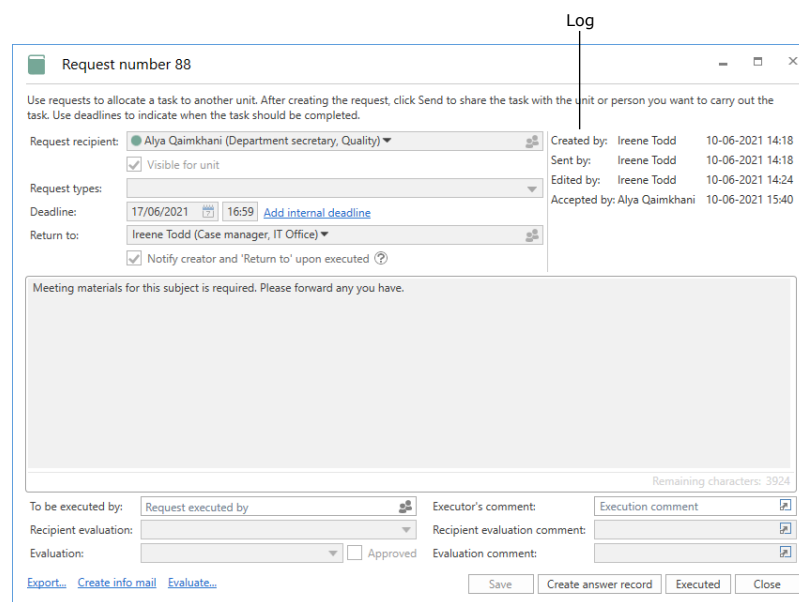 Log
Request number 88
Use requests to allocate a task to another unit. After creating the request, click Send to share the task with the unit or person you want to carry out the
task. Use deadlines to indicate when the task should be completed.
Request recipient: Alya Qaimkhani (Department secretary, Quality)
Visible for unit
Request types:
Deadline: 17/06/2021 16:59 Add internal deadline
Return to: Ireene Todd (Case manager, IT Office)
Notify creator and 'Return to' upon executed ?
Created by: Ireene Todd 10-06-2021 14:18
Sent by: Ireene Todd 10-06-2021 14:18
Edited by: Ireene Todd 10-06-2021 14:24
Accepted by: Alya Qaimkhani 10-06-2021 15:40
Meeting materials for this subject is required. Please forward any you have.
Remaining characters: 3924
To be executed by: Request executed by Executor's comment: Execution comment
Recipient evaluation: Recipient evaluation comment:
Evaluation: Approved Evaluation comment:
Export... Create info mail Evaluate... Save Create answer record Executed Close